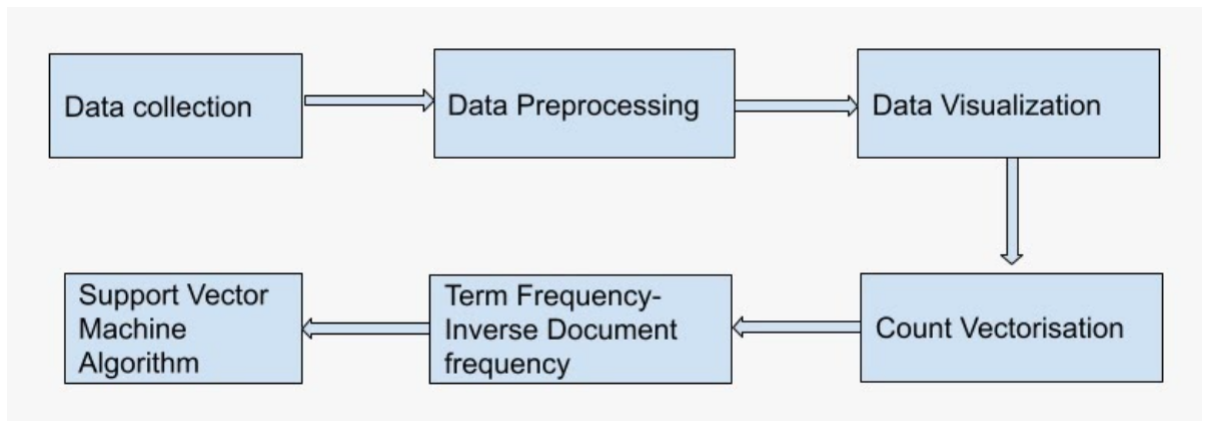 Data collection
Data Preprocessing
Data Visualization
Count Vectorisation
Term Frequency-
Inverse Document
frequency
Support Vector
Machine
Algorithm